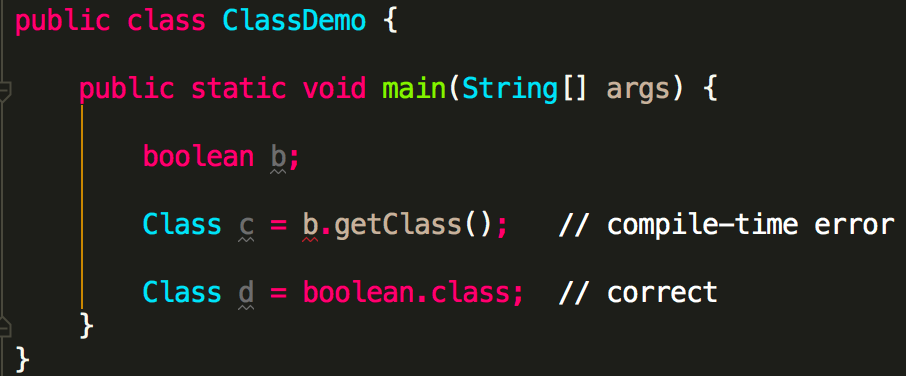 public class ClassDemo {
public static void main(String[] args) {
boolean b;
Class c = b.getClass();   // compile-time error
Class d = boolean.class;  // correct
}
}